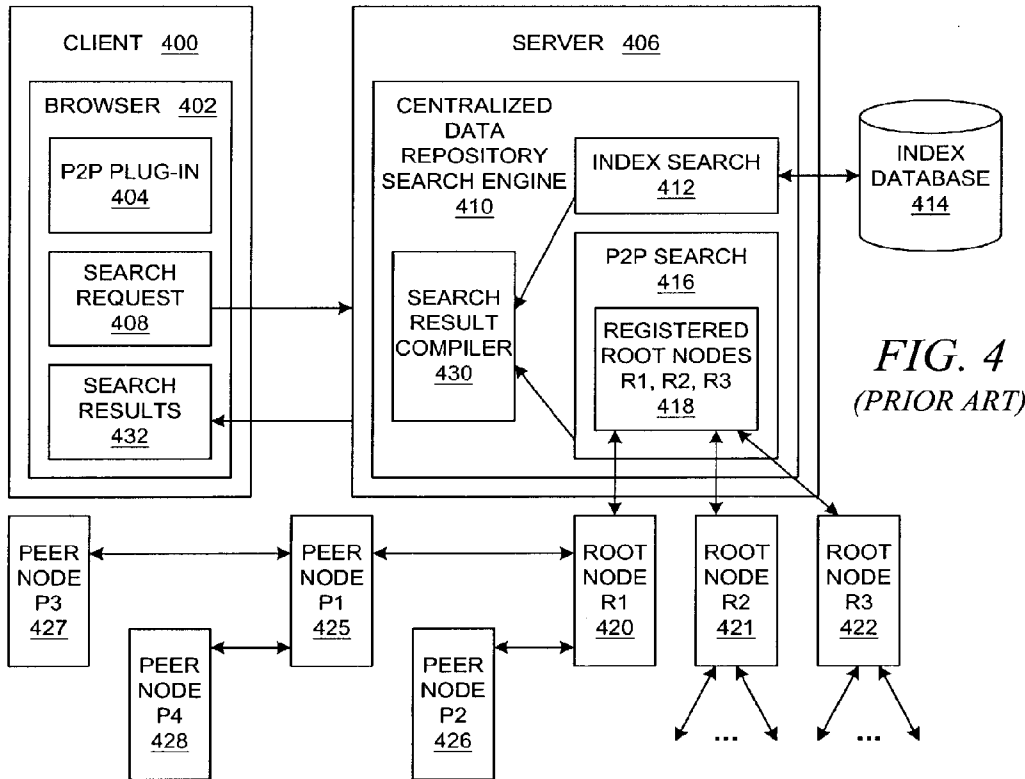 CLIENT 400
BROWSER 402
P2P PLUG-IN
404
SEARCH
REQUEST
408
SEARCH
RESULTS
432
SERVER 406
CENTRALIZED
DATA
REPOSITORY
SEARCH ENGINE
410
INDEX SEARCH
412
INDEX
DATABASE
414
P2P SEARCH
416
SEARCH
RESULT
COMPILER
430
REGISTERED
ROOT NODES
R1, R2, R3
418
FIG. 4
(PRIOR ART)
PEER
NODE
P3
427
PEER
NODE
P1
425
ROOT
NODE
R1
420
ROOT
NODE
R2
421
ROOT
NODE
R3
422
PEER
NODE
P4
428
PEER
NODE
P2
426
...
...